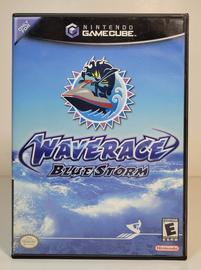 NINTENDO
GAMECUBE
WAVERACE
BLUE STORM
E
Nintendo